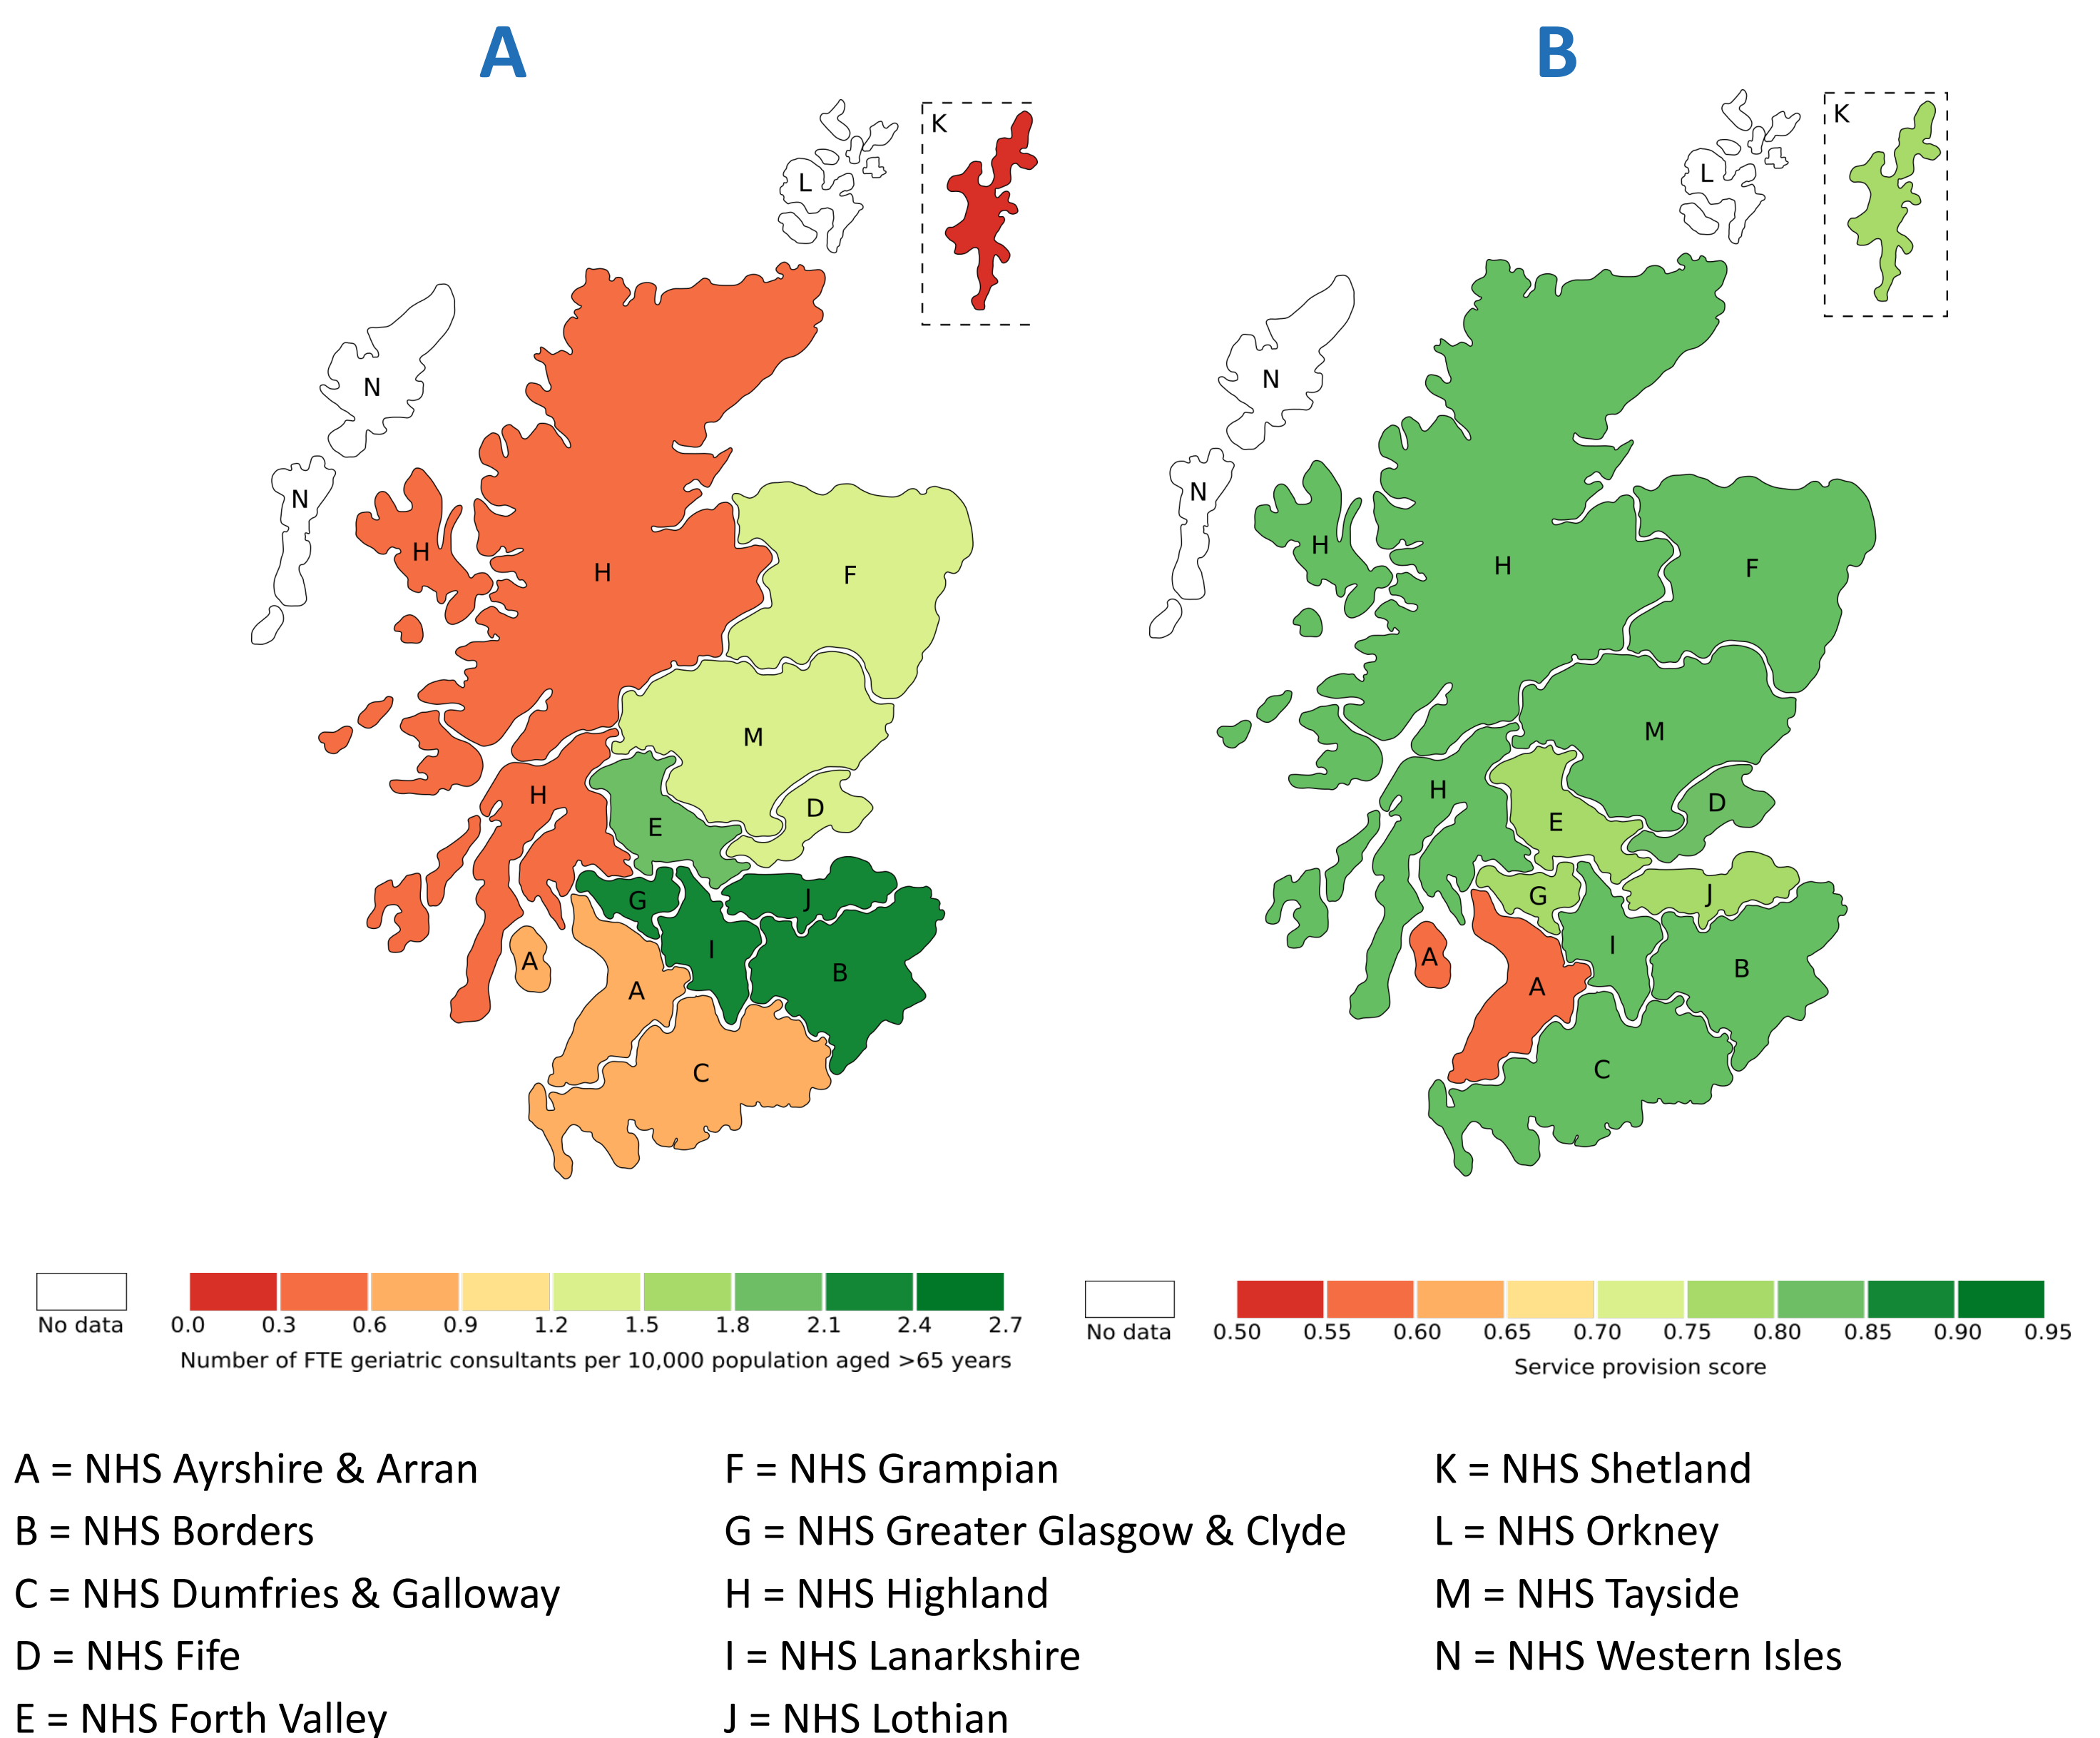 A
B
K
L
N
N
H
H
F
M
D
H
E
G
J
I
A
A
B
C
K
L
N
N
H
H
F
M
D
H
E
G
J
I
A
A
B
C
No data
0.0 0.3 0.6 0.9 1.2 1.5 1.8 2.1 2.4 2.7
Number of FTE geriatric consultants per 10,000 population aged >65 years
No data
0.50 0.55 0.60 0.65 0.70 0.75 0.80 0.85 0.90 0.95
Service provision score
A = NHS Ayrshire & Arran
B = NHS Borders
C = NHS Dumfries & Galloway
D = NHS Fife
E = NHS Forth Valley
F = NHS Grampian
G = NHS Greater Glasgow & Clyde
H = NHS Highland
I = NHS Lanarkshire
J = NHS Lothian
K = NHS Shetland
L = NHS Orkney
M = NHS Tayside
N = NHS Western Isles